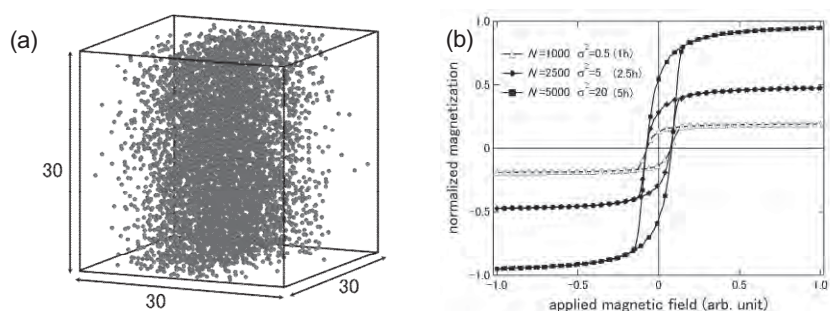 (a)
30
30
30
(b)
normalized magnetization
1.0
0.5
0
-0.5
-1.0
N=1000 σ²=0.5 (1h)
N=2500 σ²=5 (2.5h)
N=5000 σ²=20 (5h)
-1.0 -0.5 0 0.5 1.0
applied magnetic field (arb. unit)